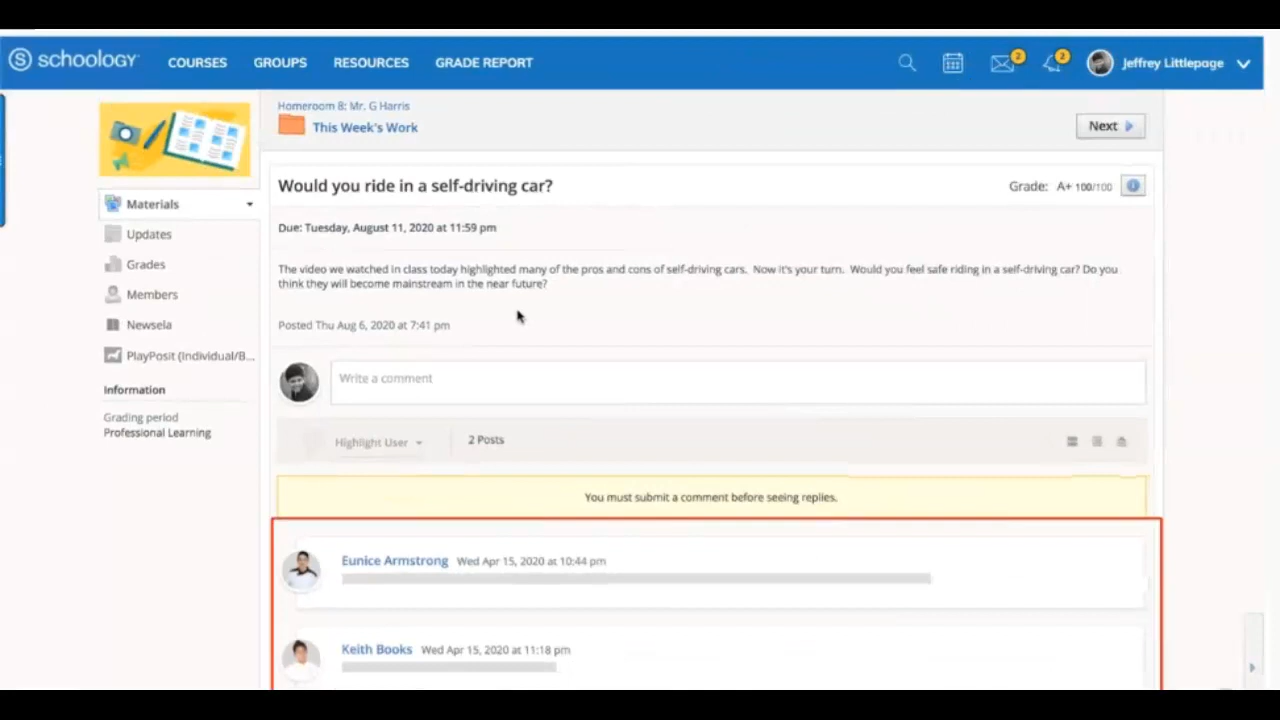 schoology
COURSES
GROUPS
RESOURCES
GRADE REPORT
2
2
Jeffrey Littlepage
Homeroom 8: Mr. G Harris
This Week's Work
Next
Materials
Updates
Grades
Members
Newsela
PlayPosit (Individual/B...
Information
Grading period
Professional Learning
Would you ride in a self-driving car?
Grade: A+ 100/100
Due: Tuesday, August 11, 2020 at 11:59 pm
The video we watched in class today highlighted many of the pros and cons of self-driving cars. Now it's your turn. Would you feel safe riding in a self-driving car? Do you
think they will become mainstream in the near future?
Posted Thu Aug 6, 2020 at 7:41 pm
Write a comment
Highlight User
2 Posts
You must submit a comment before seeing replies.
Eunice Armstrong Wed Apr 15, 2020 at 10:44 pm
Keith Books Wed Apr 15, 2020 at 11:18 pm